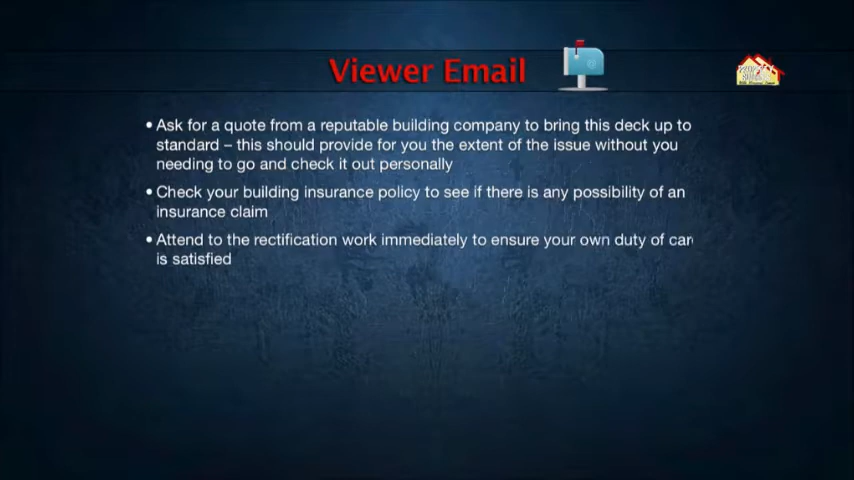 Viewer Email
• Ask for a quote from a reputable building company to bring this deck up to
standard – this should provide for you the extent of the issue without you
needing to go and check it out personally
• Check your building insurance policy to see if there is any possibility of an
insurance claim
• Attend to the rectification work immediately to ensure your own duty of car
is satisfied